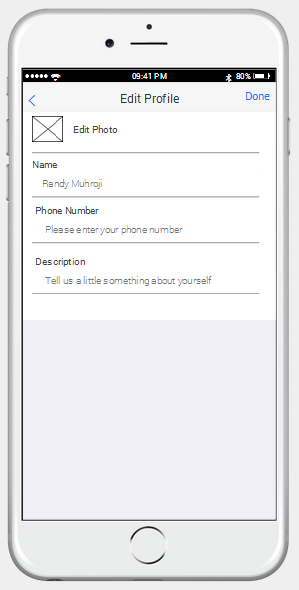 09:41 PM 80%
Edit Profile Done
Edit Photo
Name
Randy Muhroji
Phone Number
Please enter your phone number
Description
Tell us a little something about yourself